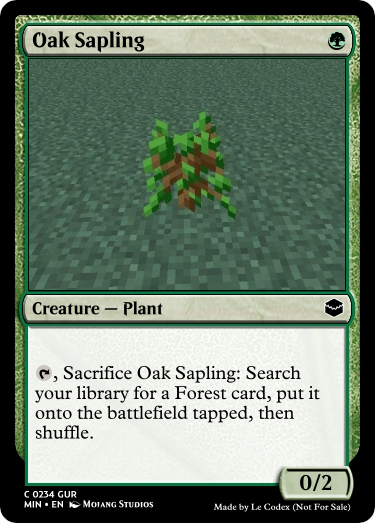 Oak Sapling
Creature — Plant
, Sacrifice Oak Sapling: Search
your library for a Forest card, put it
onto the battlefield tapped, then
shuffle.
0/2
C 0234 GUR
MIN • EN Mojang Studios
Made by Le Codex (Not For Sale)